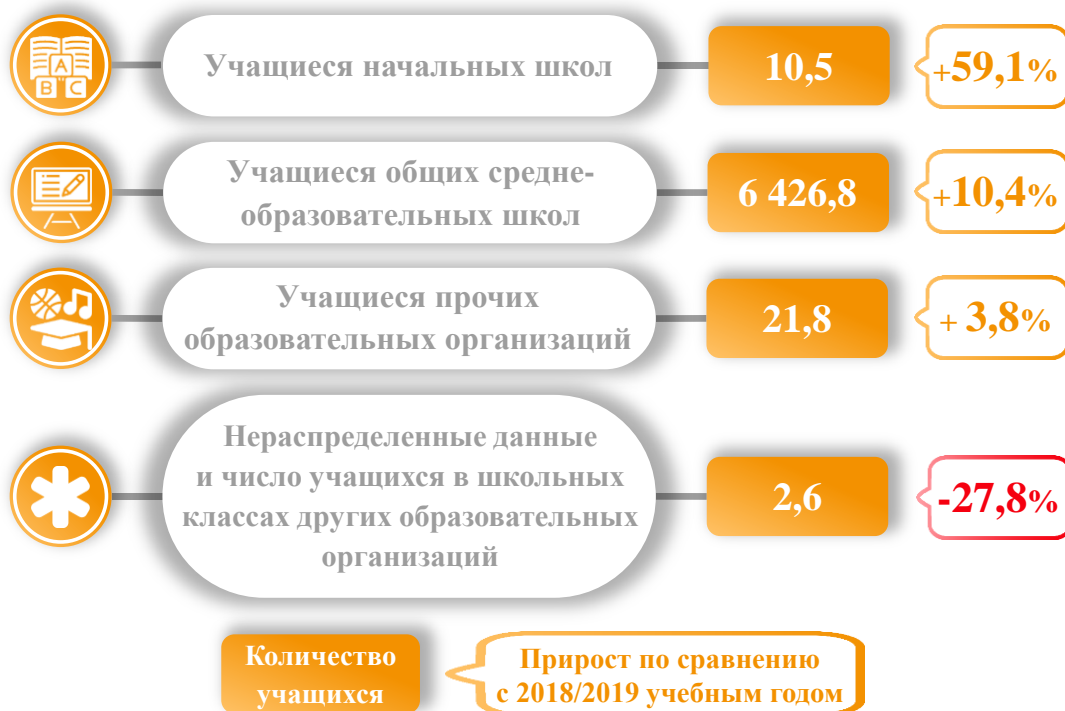 A
B C
Учащиеся начальных школ
10,5
+59,1%
Учащиеся общих средне-
образовательных школ
6 426,8
+10,4%
Учащиеся прочих
образовательных организаций
21,8
+ 3,8%
Нераспределенные данные
и число учащихся в школьных
классах других образовательных
организаций
2,6
-27,8%
Количество
учащихся
Прирост по сравнению
с 2018/2019 учебным годом